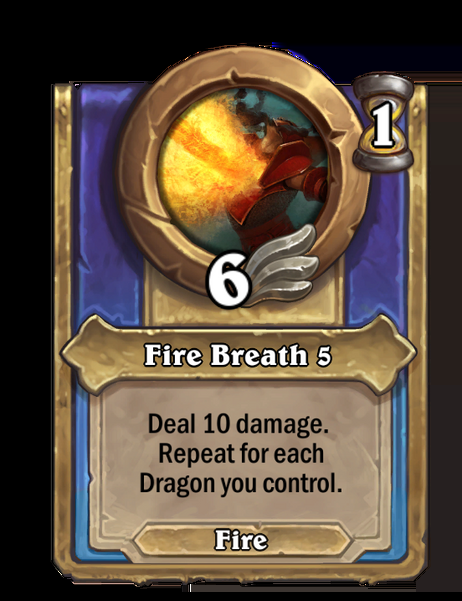 1
6
Fire Breath 5
Deal 10 damage.
Repeat for each
Dragon you control.
Fire